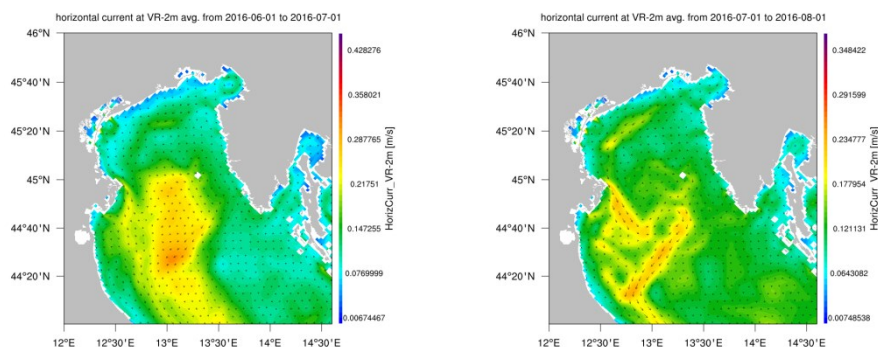 horizontal current at VR-2m avg. from 2016-06-01 to 2016-07-01
46°N
45°40'N
45°20'N
45°N
44°40'N
44°20'N
12°E
12°30'E
13°E
13°30'E
14°E
14°30'E
0.428276
0.358021
0.287765
0.21751
0.147255
0.0769999
0.00674467
HorizCurr_VR-2m [m/s]
horizontal current at VR-2m avg. from 2016-07-01 to 2016-08-01
46°N
45°40'N
45°20'N
45°N
44°40'N
44°20'N
12°E
12°30'E
13°E
13°30'E
14°E
14°30'E
0.348422
0.291599
0.234777
0.177954
0.121131
0.0643082
0.00748538
HorizCurr_VR-2m [m/s]